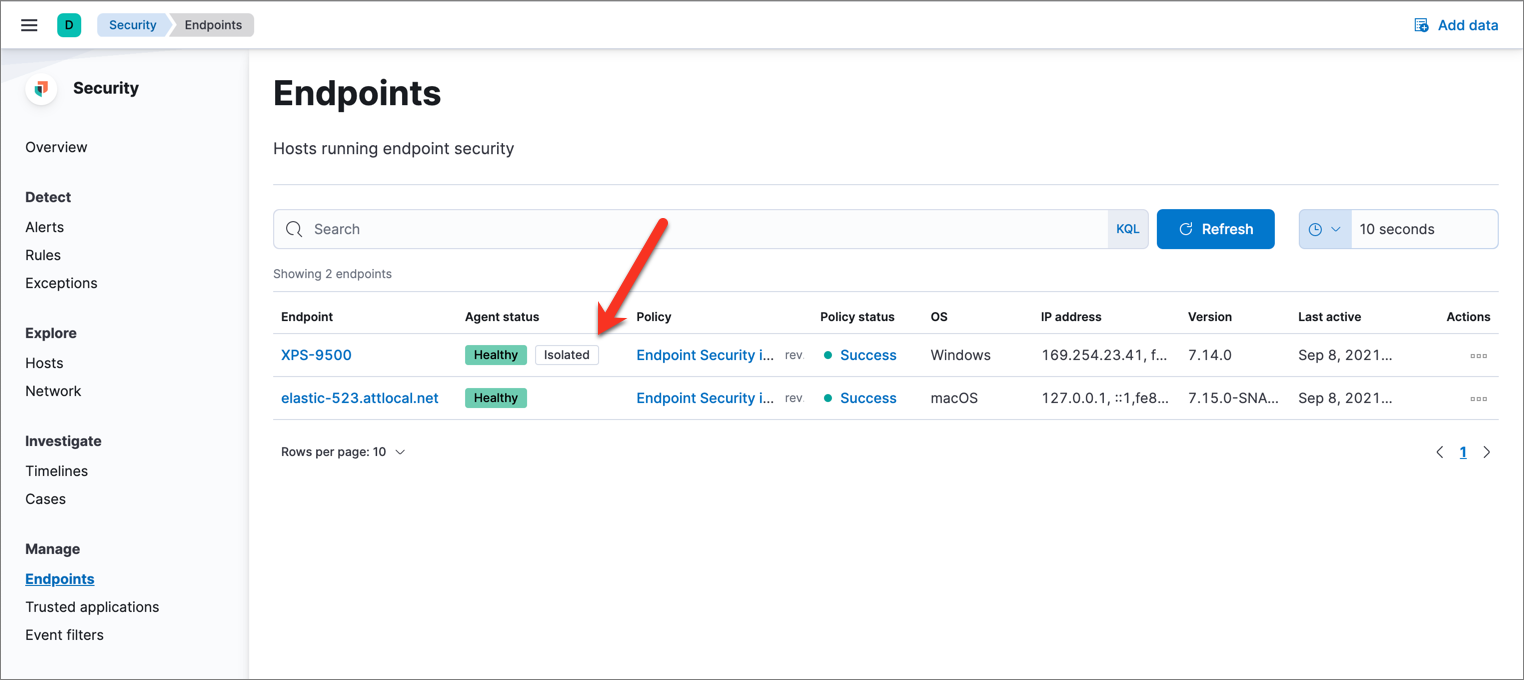 D Security Endpoints Add data
Security
Overview
Detect
Alerts
Rules
Exceptions
Explore
Hosts
Network
Investigate
Timelines
Cases
Manage
Endpoints
Trusted applications
Event filters
Endpoints
Hosts running endpoint security
Search KQL Refresh 10 seconds
Showing 2 endpoints
Endpoint Agent status Policy Policy status OS IP address Version Last active Actions
XPS-9500 Healthy Isolated Endpoint Security i... rev. Success Windows 169.254.23.41, f... 7.14.0 Sep 8, 2021...
elastic-523.attlocal.net Healthy Endpoint Security i... rev. Success macOS 127.0.0.1, ::1,fe8... 7.15.0-SNA... Sep 8, 2021...
Rows per page: 10 1